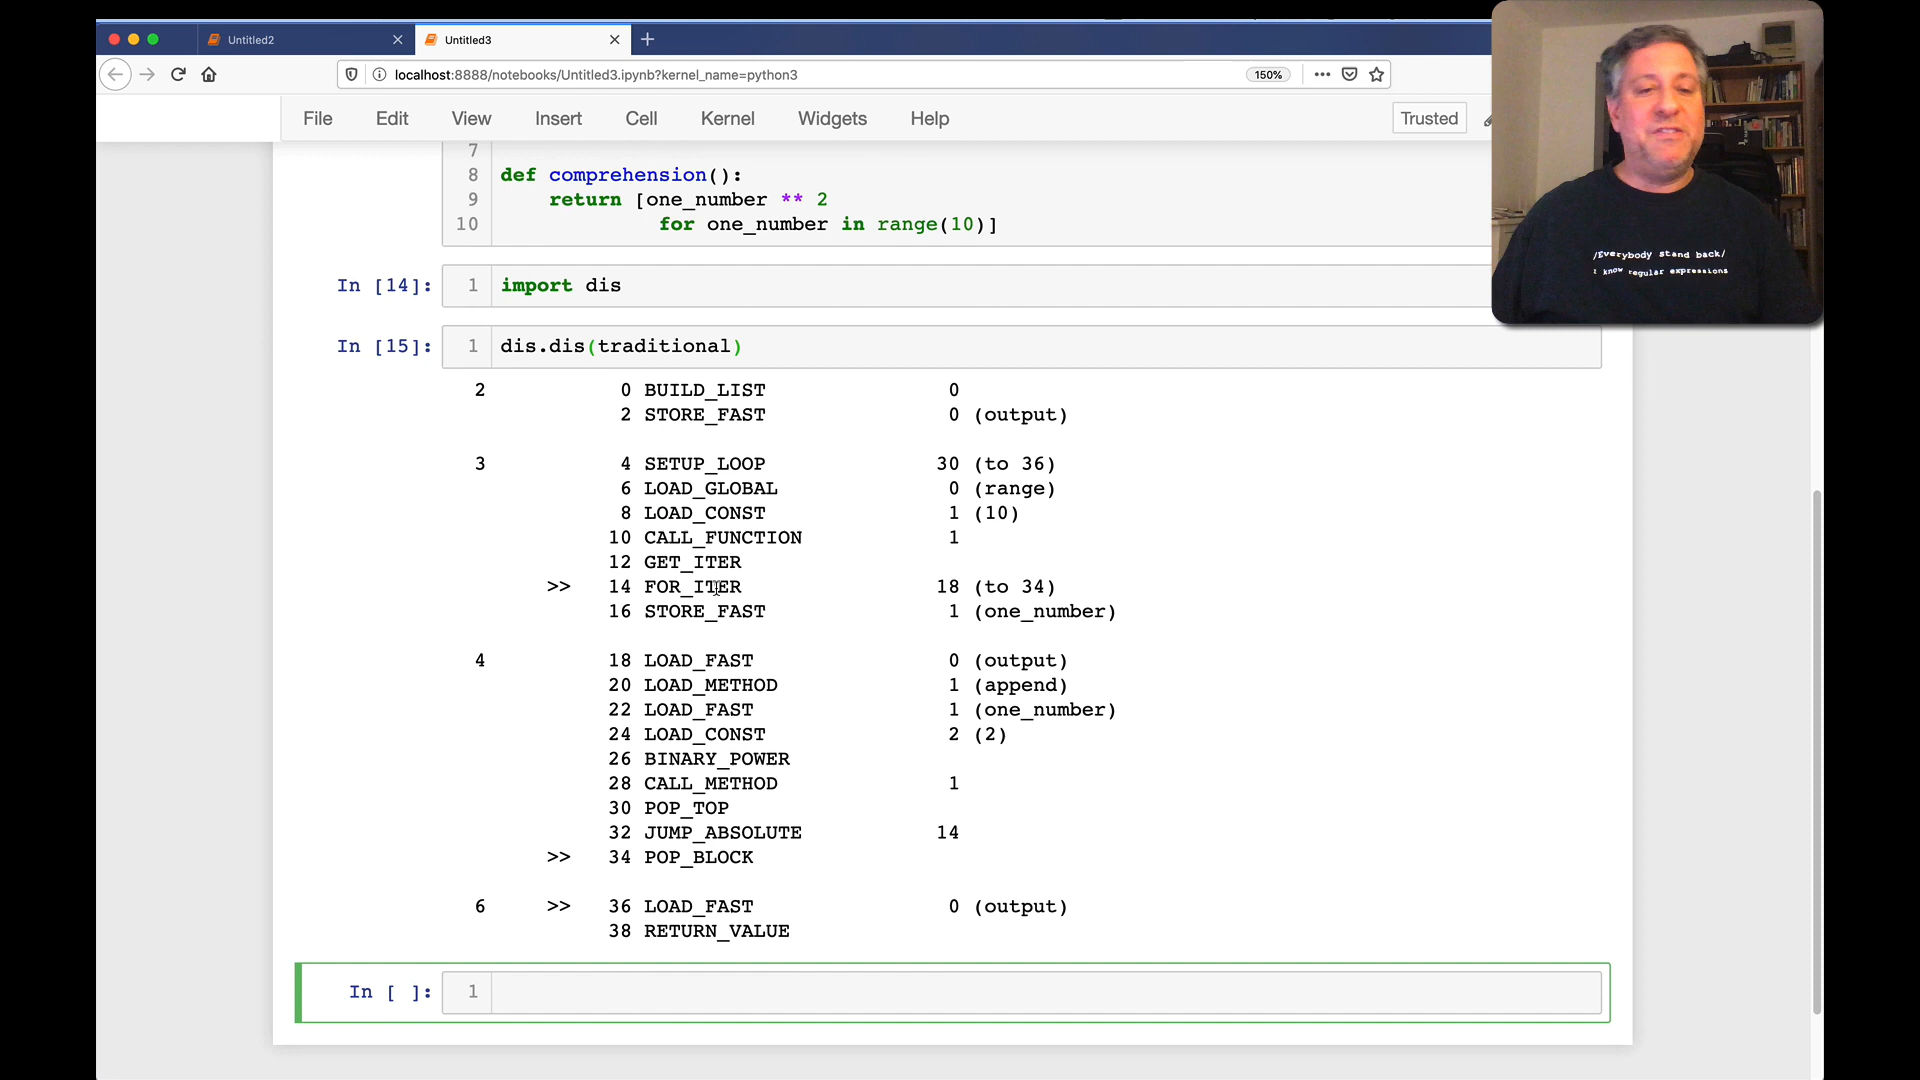 Untitled2
Untitled3
localhost:8888/notebooks/Untitled3.ipynb?kernel_name=python3
150%
File Edit View Insert Cell Kernel Widgets Help
Trusted
7
8 def comprehension():
9 return [one_number ** 2
10 for one_number in range(10)]
In [14]: 1 import dis
In [15]: 1 dis.dis(traditional)
2 0 BUILD_LIST 0
2 STORE_FAST 0 (output)
3 4 SETUP_LOOP 30 (to 36)
6 LOAD_GLOBAL 0 (range)
8 LOAD_CONST 1 (10)
10 CALL_FUNCTION 1
12 GET_ITER
>> 14 FOR_ITER 18 (to 34)
16 STORE_FAST 1 (one_number)
4 18 LOAD_FAST 0 (output)
20 LOAD_METHOD 1 (append)
22 LOAD_FAST 1 (one_number)
24 LOAD_CONST 2 (2)
26 BINARY_POWER
28 CALL_METHOD 1
30 POP_TOP
32 JUMP_ABSOLUTE 14
>> 34 POP_BLOCK
6 >> 36 LOAD_FAST 0 (output)
38 RETURN_VALUE
In [ ]: 1
/Everybody stand back/
I know regular expressions